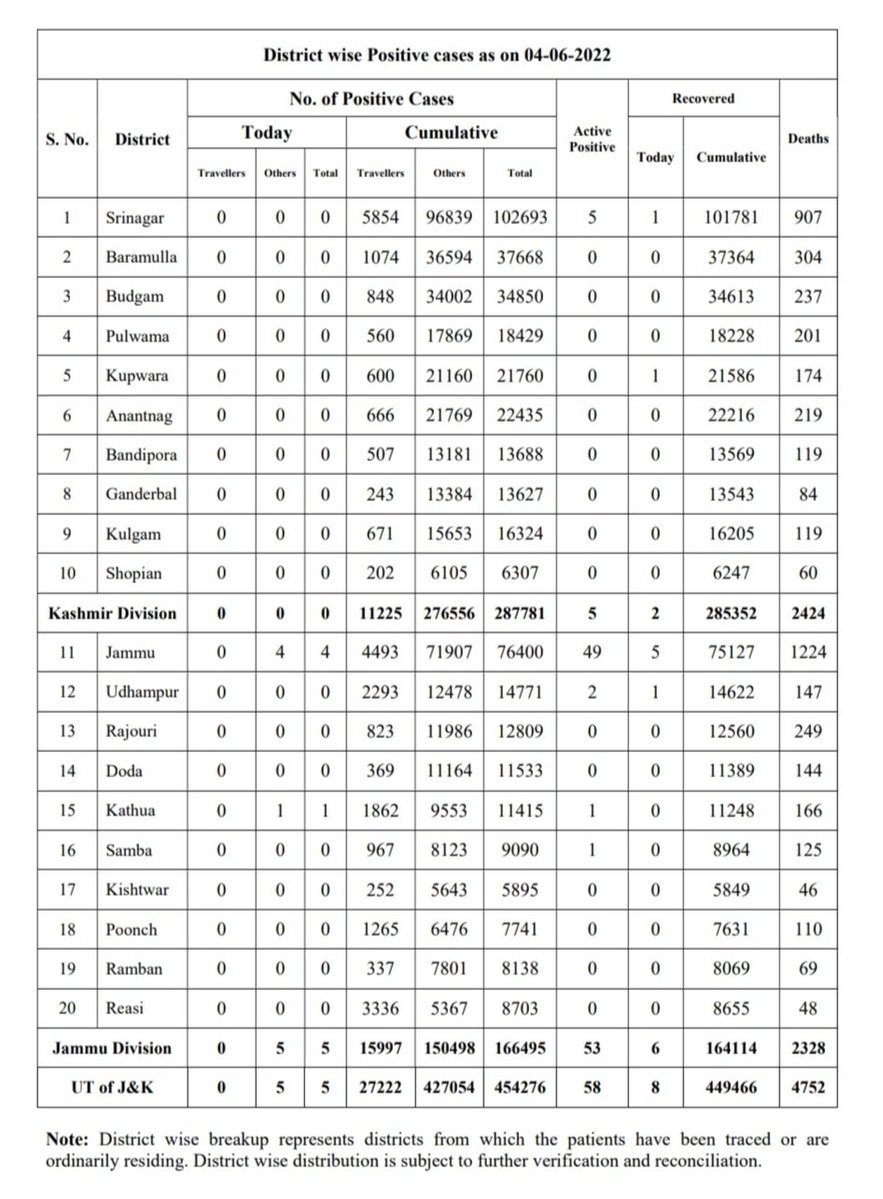 District wise Positive cases as on 04-06-2022
S. No. District No. of Positive Cases Active Positive Recovered Deaths
Today Cumulative Today Cumulative
Travellers Others Total Travellers Others Total
1 Srinagar 0 0 0 5854 96839 102693 5 1 101781 907
2 Baramulla 0 0 0 1074 36594 37668 0 0 37364 304
3 Budgam 0 0 0 848 34002 34850 0 0 34613 237
4 Pulwama 0 0 0 560 17869 18429 0 0 18228 201
5 Kupwara 0 0 0 600 21160 21760 0 1 21586 174
6 Anantnag 0 0 0 666 21769 22435 0 0 22216 219
7 Bandipora 0 0 0 507 13181 13688 0 0 13569 119
8 Ganderbal 0 0 0 243 13384 13627 0 0 13543 84
9 Kulgam 0 0 0 671 15653 16324 0 0 16205 119
10 Shopian 0 0 0 202 6105 6307 0 0 6247 60
Kashmir Division 0 0 0 11225 276556 287781 5 2 285352 2424
11 Jammu 0 4 4 4493 71907 76400 49 5 75127 1224
12 Udhampur 0 0 0 2293 12478 14771 2 1 14622 147
13 Rajouri 0 0 0 823 11986 12809 0 0 12560 249
14 Doda 0 0 0 369 11164 11533 0 0 11389 144
15 Kathua 0 1 1 1862 9553 11415 1 0 11248 166
16 Samba 0 0 0 967 8123 9090 1 0 8964 125
17 Kishtwar 0 0 0 252 5643 5895 0 0 5849 46
18 Poonch 0 0 0 1265 6476 7741 0 0 7631 110
19 Ramban 0 0 0 337 7801 8138 0 0 8069 69
20 Reasi 0 0 0 3336 5367 8703 0 0 8655 48
Jammu Division 0 5 5 15997 150498 166495 53 6 164114 2328
UT of J&K 0 5 5 27222 427054 454276 58 8 449466 4752
Note: District wise breakup represents districts from which the patients have been traced or are
ordinarily residing. District wise distribution is subject to further verification and reconciliation.